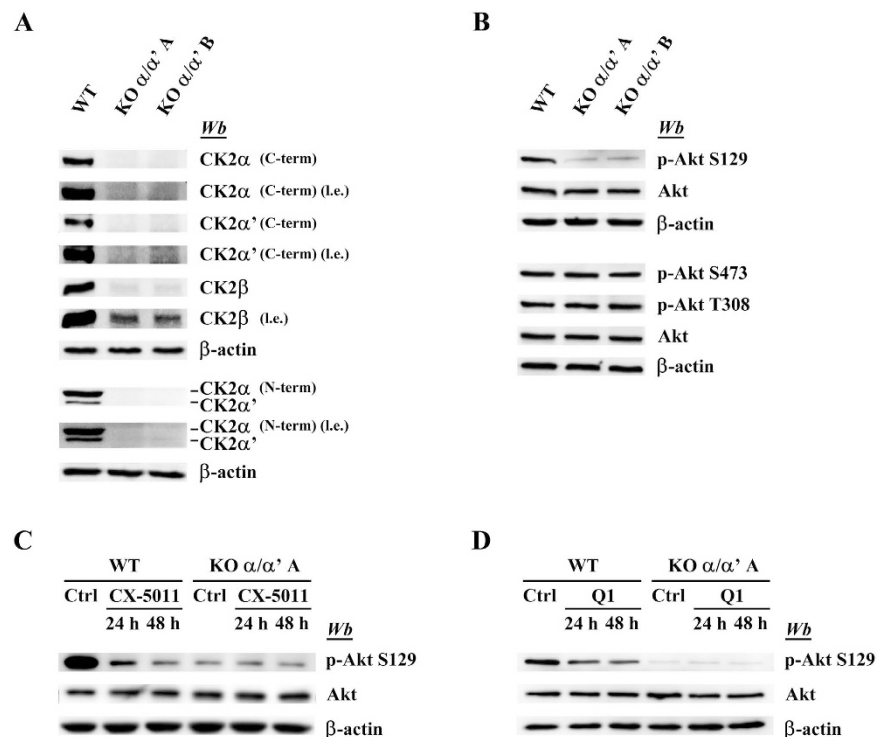 A
WT
KO α/α’ A
KO α/α’ B
Wb
CK2α (C-term)
CK2α (C-term) (l.e.)
CK2α’ (C-term)
CK2α’ (C-term) (l.e.)
CK2β
CK2β (l.e.)
β-actin
CK2α (N-term)
CK2α’
CK2α (N-term) (l.e.)
CK2α’
β-actin
B
WT
KO α/α’ A
KO α/α’ B
Wb
p-Akt S129
Akt
β-actin
p-Akt S473
p-Akt T308
Akt
β-actin
C
WT KO α/α’ A
Ctrl CX-5011 Ctrl CX-5011
24 h 48 h 24 h 48 h
Wb
p-Akt S129
Akt
β-actin
D
WT KO α/α’ A
Ctrl Q1 Ctrl Q1
24 h 48 h 24 h 48 h
Wb
p-Akt S129
Akt
β-actin